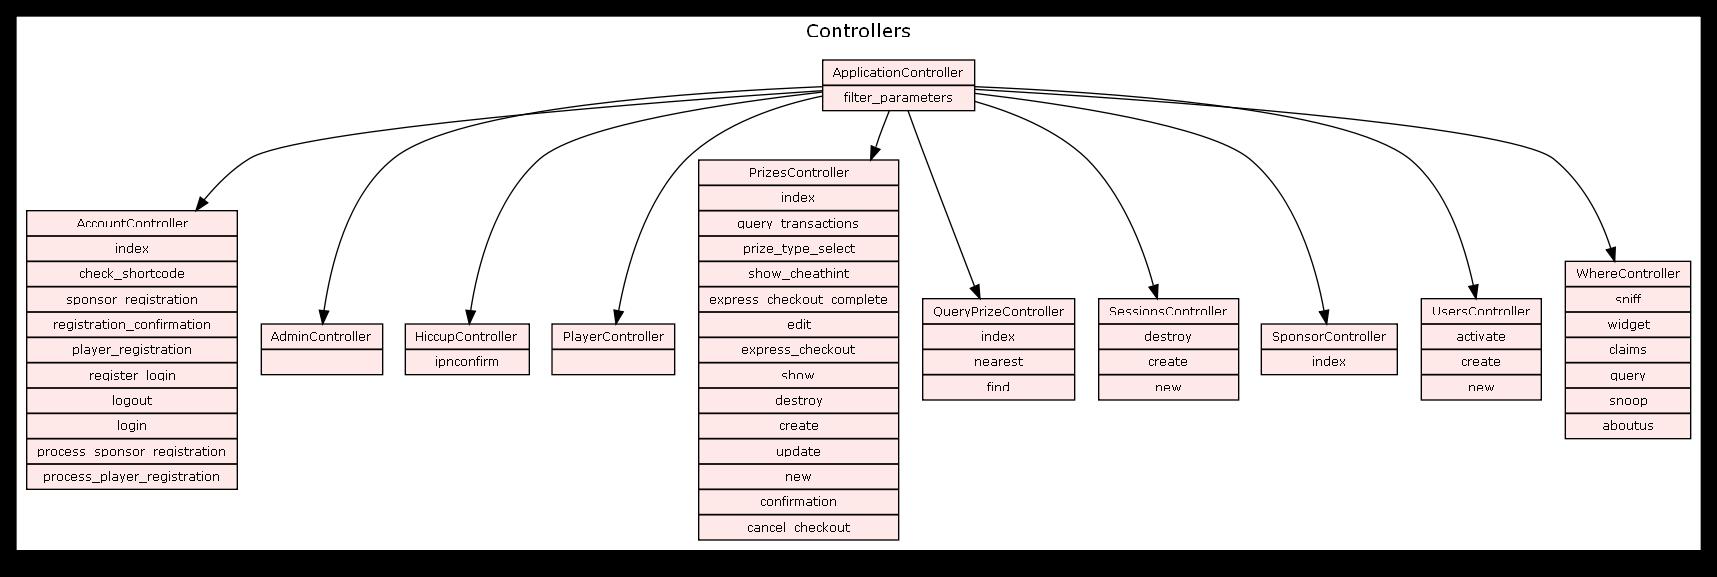 Controllers
ApplicationController
filter_parameters
AccountController
index
check_shortcode
sponsor_registration
registration_confirmation
player_registration
register_login
logout
login
process_sponsor_registration
process_player_registration
AdminController
HiccupController
ipnconfirm
PlayerController
PrizesController
index
query_transactions
prize_type_select
show_cheathint
express_checkout_complete
edit
express_checkout
show
destroy
create
update
new
confirmation
cancel_checkout
QueryPrizeController
index
nearest
find
SessionsController
destroy
create
new
SponsorController
index
UsersController
activate
create
new
WhereController
sniff
widget
claims
query
snoop
aboutus